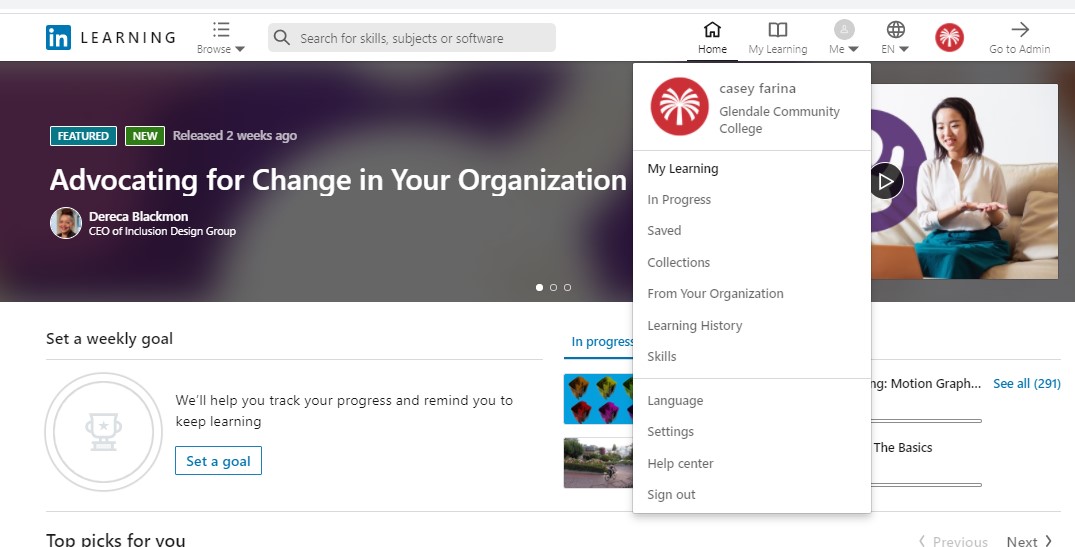 in LEARNING
Browse
Search for skills, subjects or software
Home
My Learning
Me
EN
Go to Admin
FEATURED
NEW
Released 2 weeks ago
Advocating for Change in Your Organization
Dereca Blackmon
CEO of Inclusion Design Group
casey farina
Glendale Community
College
My Learning
In Progress
Saved
Collections
From Your Organization
Learning History
Skills
Language
Settings
Help center
Sign out
Set a weekly goal
We'll help you track your progress and remind you to
keep learning
Set a goal
In progress
ng: Motion Graph...
See all (291)
The Basics
Top picks for you
Previous
Next